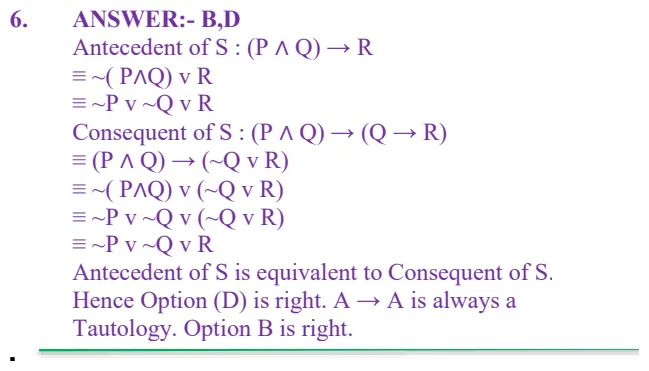 6. ANSWER:- B,D
Antecedent of S : (P ∧ Q) → R
≡ ~( P∧Q) v R
≡ ~P v ~Q v R
Consequent of S : (P ∧ Q) → (Q → R)
≡ (P ∧ Q) → (~Q v R)
≡ ~( P∧Q) v (~Q v R)
≡ ~P v ~Q v (~Q v R)
≡ ~P v ~Q v R
Antecedent of S is equivalent to Consequent of S.
Hence Option (D) is right. A → A is always a
Tautology. Option B is right.